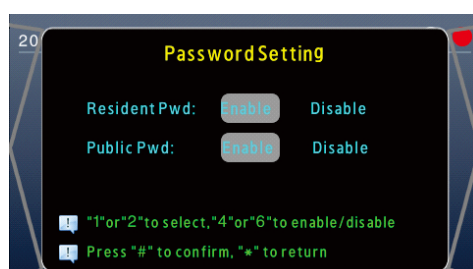 20
Password Setting
Resident Pwd: Enable Disable
Public Pwd: Enable Disable
"1"or"2"to select,"4"or"6"to enable/disable
Press "#" to confirm, "*" to return